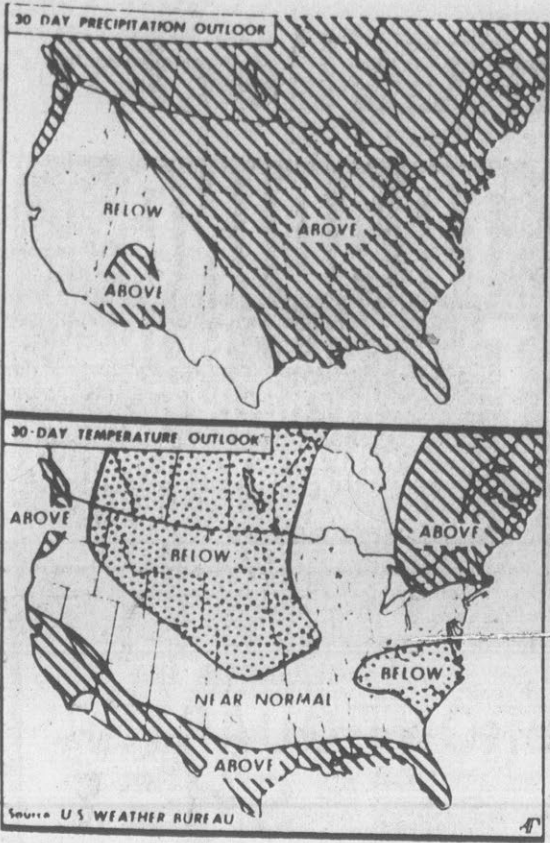 30 DAY PRECIPITATION OUTLOOK
BELOW
ABOVE
ABOVE
30-DAY TEMPERATURE OUTLOOK
ABOVE
ABOVE
BELOW
BELOW
NEAR NORMAL
ABOVE
Source U S WEATHER BUREAU